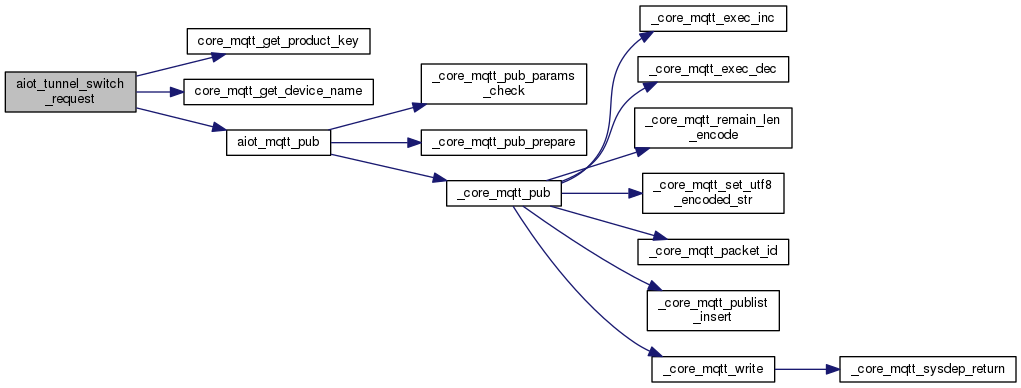 aiot_tunnel_switch
_request
core_mqtt_get_product_key
core_mqtt_get_device_name
aiot_mqtt_pub
_core_mqtt_pub_params
_check
_core_mqtt_pub_prepare
_core_mqtt_pub
_core_mqtt_exec_inc
_core_mqtt_exec_dec
_core_mqtt_remain_len
_encode
_core_mqtt_set_utf8
_encoded_str
_core_mqtt_packet_id
_core_mqtt_publist
_insert
_core_mqtt_write
_core_mqtt_sysdep_return